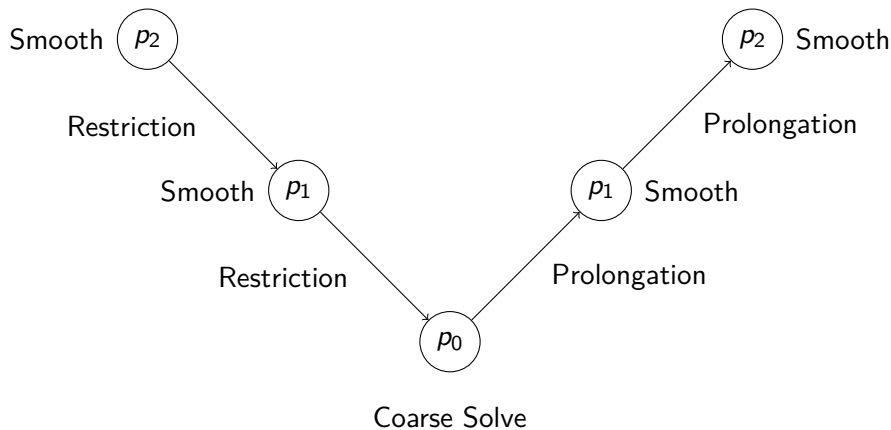 Smooth p₂ p₂ Smooth
Restriction Prolongation
Smooth p₁ p₁ Smooth
Restriction Prolongation
p₀
Coarse Solve